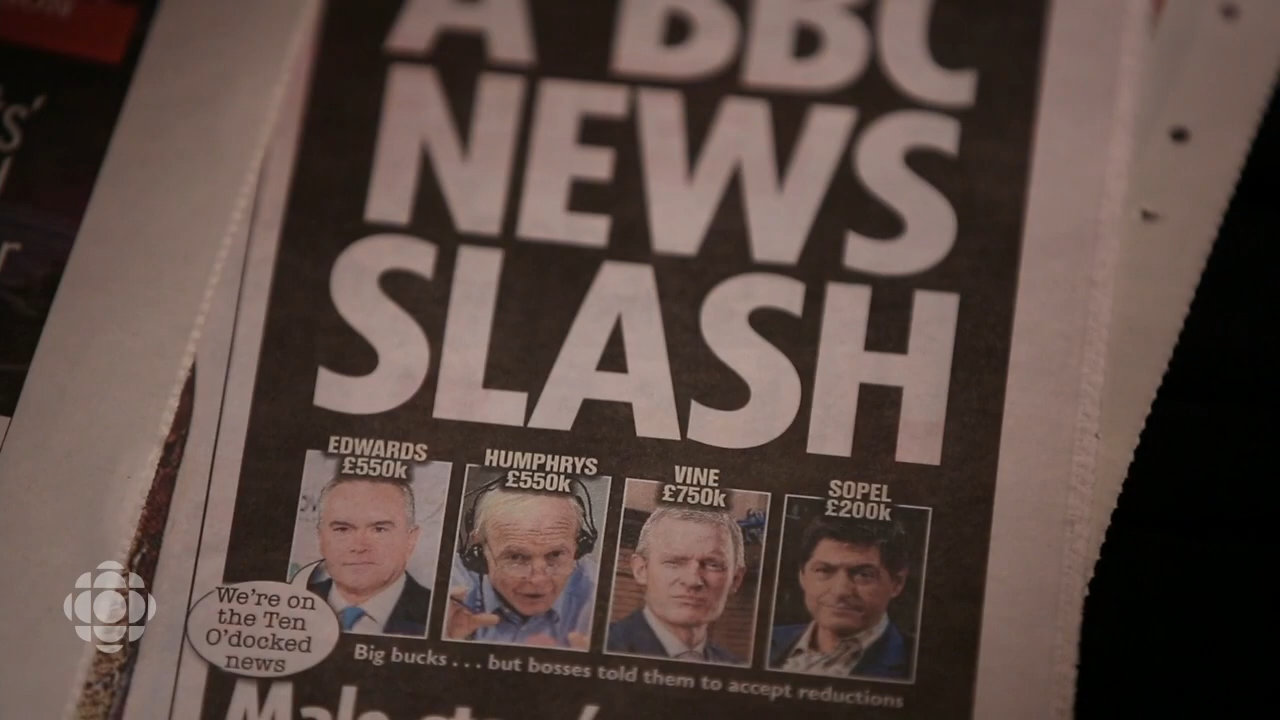 A BBC
NEWS
SLASH
EDWARDS
£550k
HUMPHRYS
£550k
VINE
£750k
SOPEL
£200k
We're on
the Ten
O'docked
news
Big bucks . . . but bosses told them to accept reductions
Male